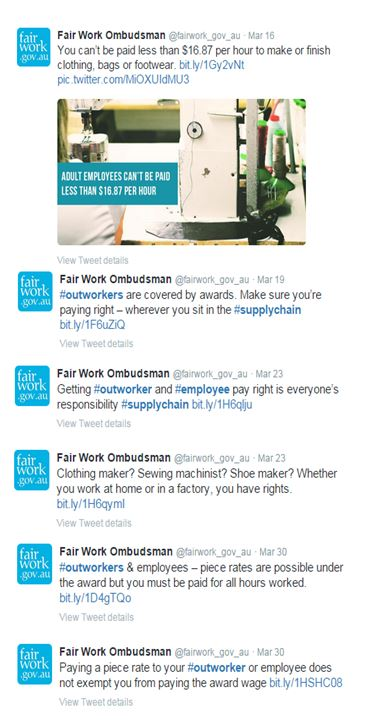 fair work .gov.au
Fair Work Ombudsman @fairwork_gov_au · Mar 16
You can't be paid less than $16.87 per hour to make or finish
clothing, bags or footwear. bit.ly/1Gy2vNt
pic.twitter.com/MiOXUIdMU3
ADULT EMPLOYEES CAN'T BE PAID
LESS THAN $16.87 PER HOUR
View Tweet details
fair work .gov.au
Fair Work Ombudsman @fairwork_gov_au · Mar 19
#outworkers are covered by awards. Make sure you're
paying right – wherever you sit in the #supplychain
bit.ly/1F6uZiQ
View Tweet details
fair work .gov.au
Fair Work Ombudsman @fairwork_gov_au · Mar 23
Getting #outworker and #employee pay right is everyone's
responsibility #supplychain bit.ly/1H6qlju
View Tweet details
fair work .gov.au
Fair Work Ombudsman @fairwork_gov_au · Mar 23
Clothing maker? Sewing machinist? Shoe maker? Whether
you work at home or in a factory, you have rights.
bit.ly/1H6qyml
View Tweet details
fair work .gov.au
Fair Work Ombudsman @fairwork_gov_au · Mar 30
#outworkers & employees – piece rates are possible under
the award but you must be paid for all hours worked.
bit.ly/1D4gTQo
View Tweet details
fair work .gov.au
Fair Work Ombudsman @fairwork_gov_au · Mar 30
Paying a piece rate to your #outworker or employee does
not exempt you from paying the award wage bit.ly/1HSHC08
View Tweet details